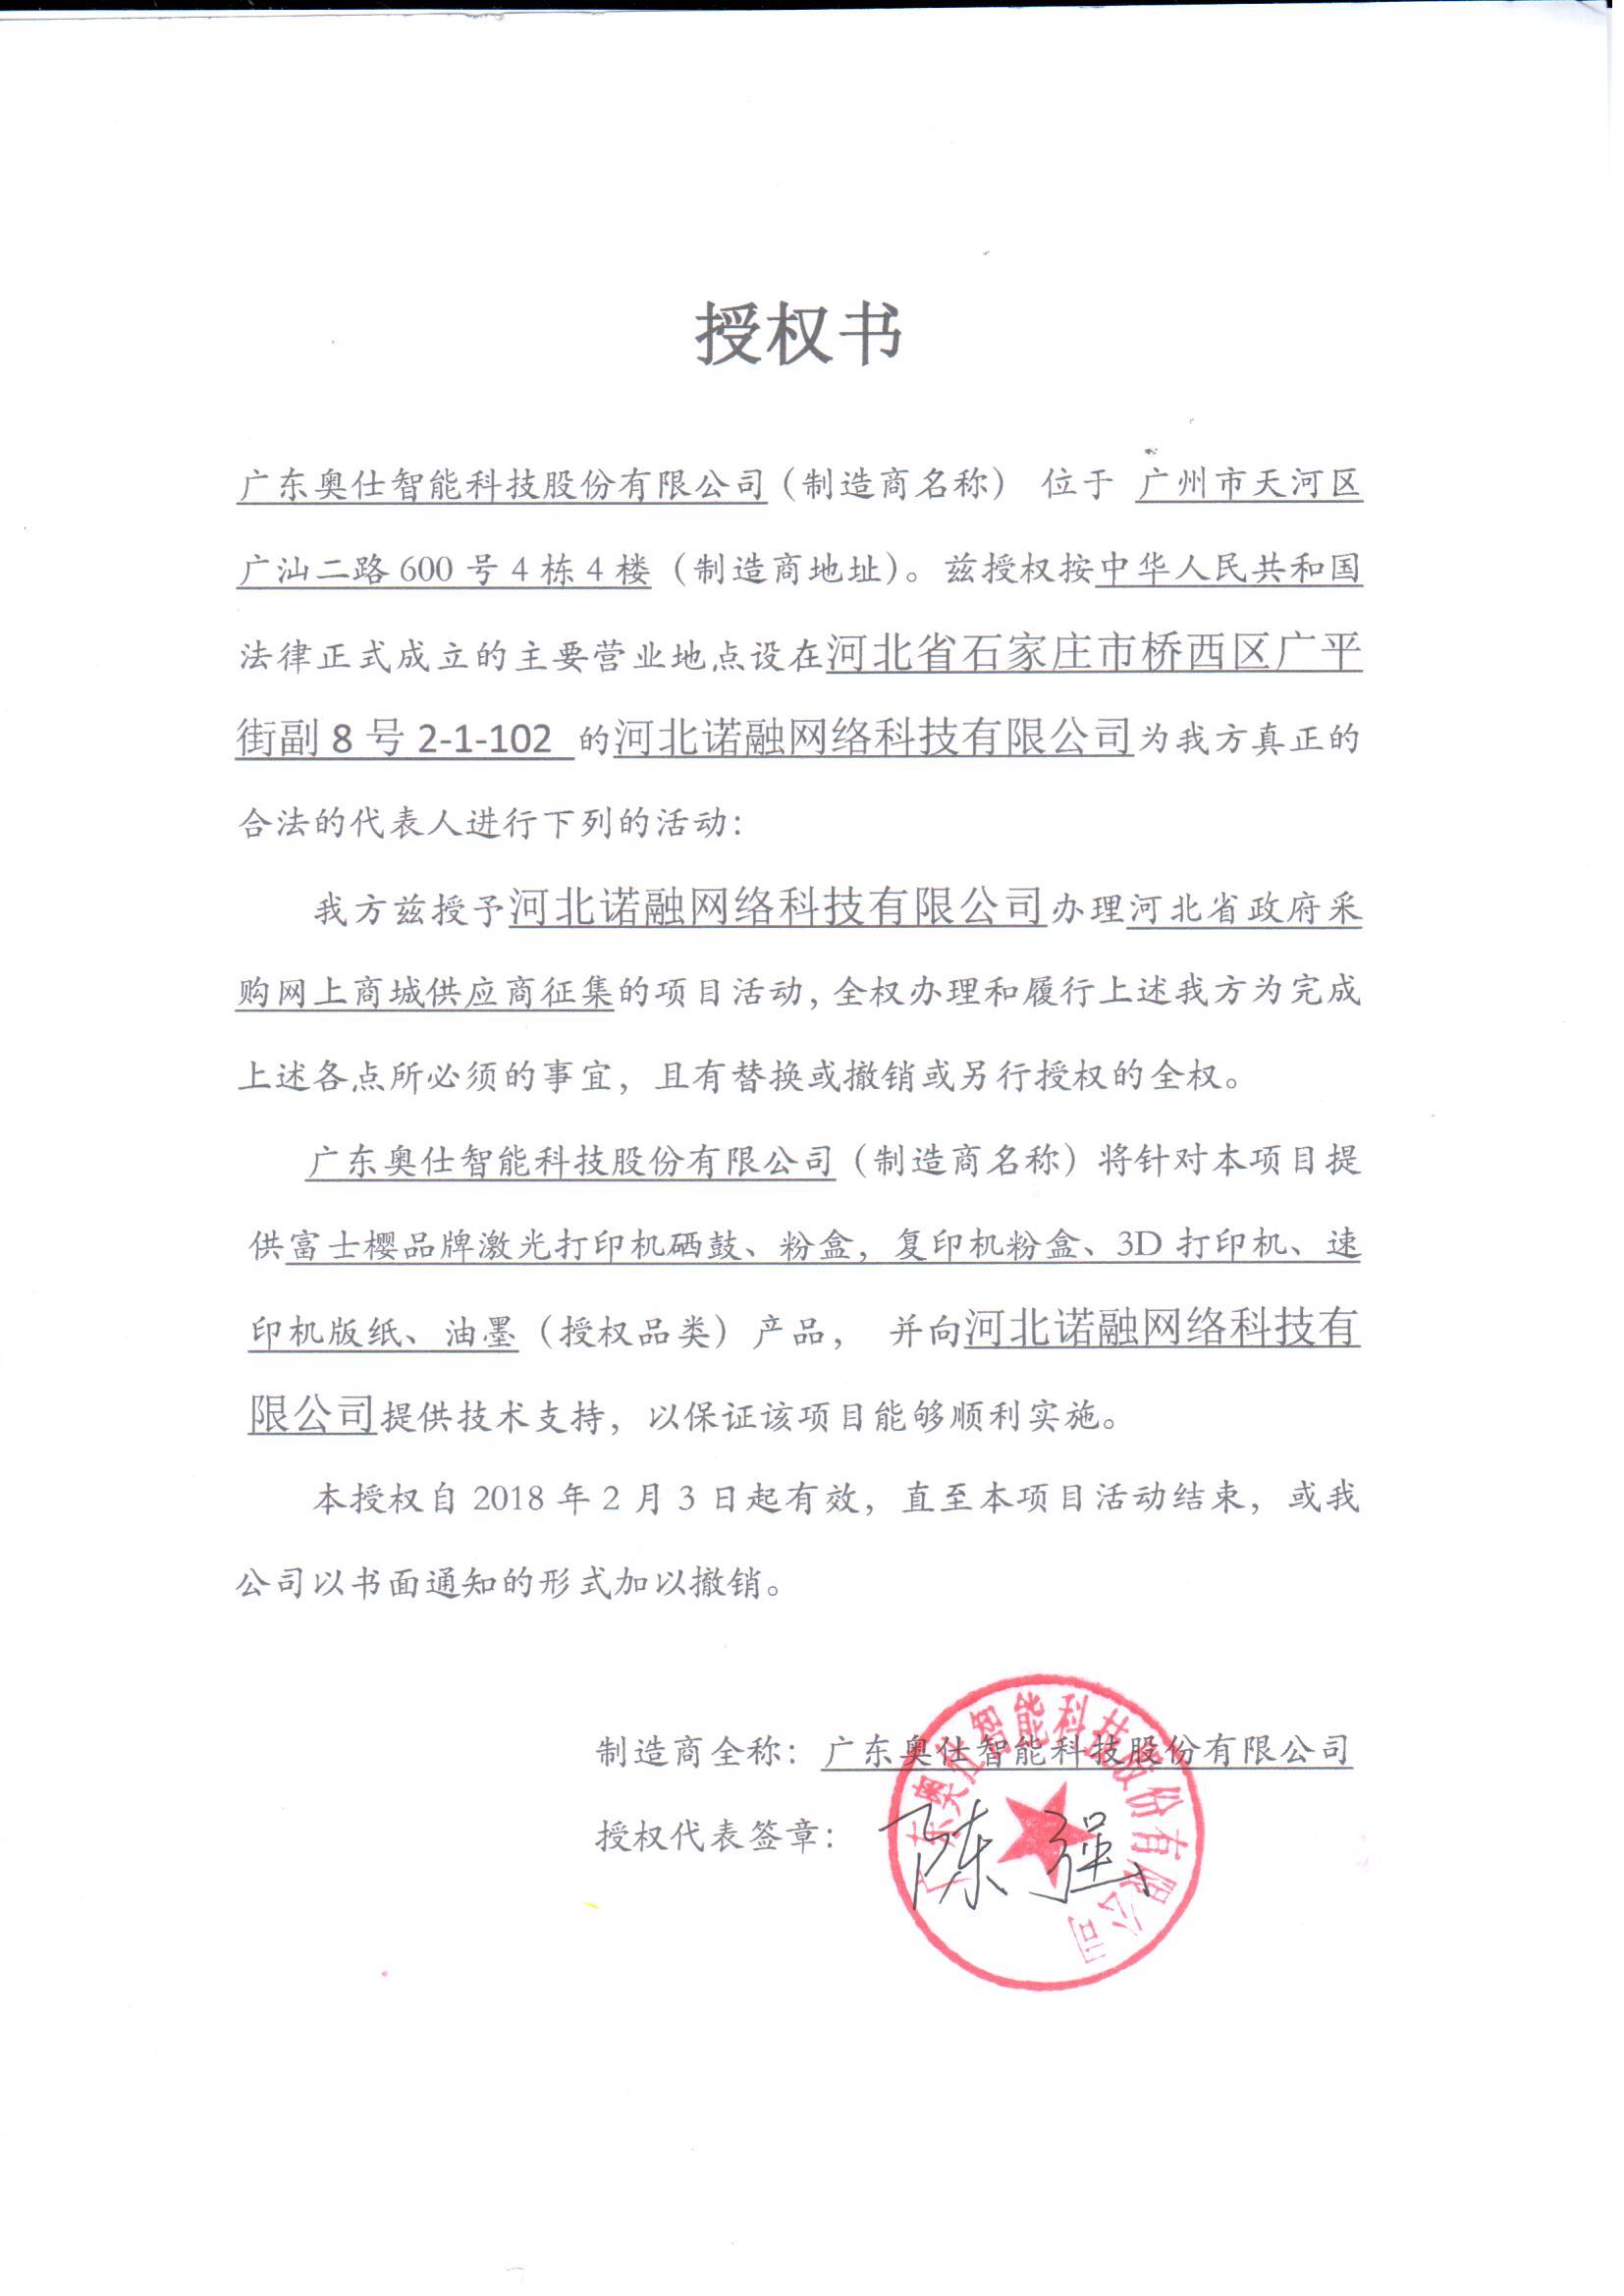 授权书
广东奥仕智能科技股份有限公司（制造商名称） 位于 广州市天河区
广汕二路 600 号 4 栋 4 楼（制造商地址）。兹授权按中华人民共和国
法律正式成立的主要营业地点设在河北省石家庄市桥西区广平
街副 8 号 2-1-102 的河北诺融网络科技有限公司为我方真正的
合法的代表人进行下列的活动：
我方兹授予河北诺融网络科技有限公司办理河北省政府采
购网上商城供应商征集的项目活动，全权办理和履行上述我方为完成
上述各点所必须的事宜，且有替换或撤销或另行授权的全权。
广东奥仕智能科技股份有限公司（制造商名称）将针对本项目提
供富士樱品牌激光打印机硒鼓、粉盒，复印机粉盒、3D 打印机、速
印机版纸、油墨（授权品类）产品， 并向河北诺融网络科技有
限公司提供技术支持，以保证该项目能够顺利实施。
本授权自 2018 年 2 月 3 日起有效，直至本项目活动结束，或我
公司以书面通知的形式加以撤销。
制造商全称：广东奥仕智能科技股份有限公司
授权代表签章：陈强
广东奥仕智能科技股份有限公司